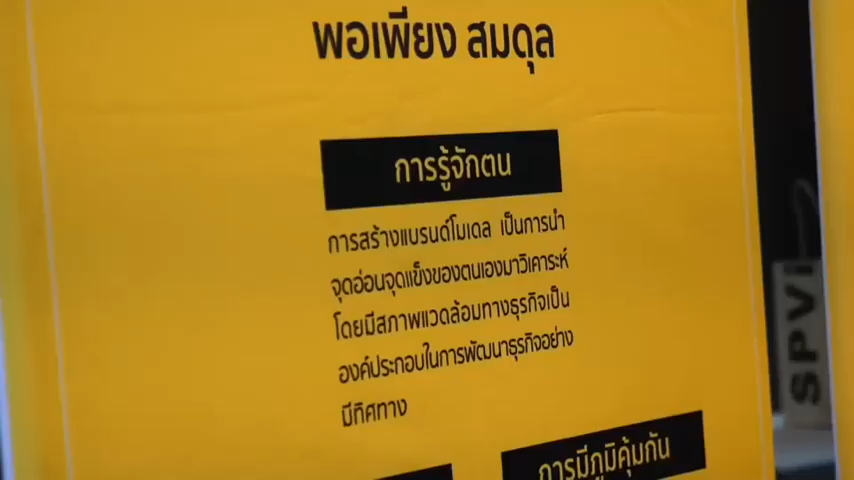 พอเพียง สมดุล
การรู้จักตน
การสร้างแบรนด์โมเดล เป็นการนำ
จุดอ่อนจุดแข็งของตนเองมาวิเคราะห์
โดยมีสภาพแวดล้อมทางธุรกิจเป็น
องค์ประกอบในการพัฒนาธุรกิจอย่าง
มีทิศทาง
การมีภูมิคุ้มกัน
SPVi